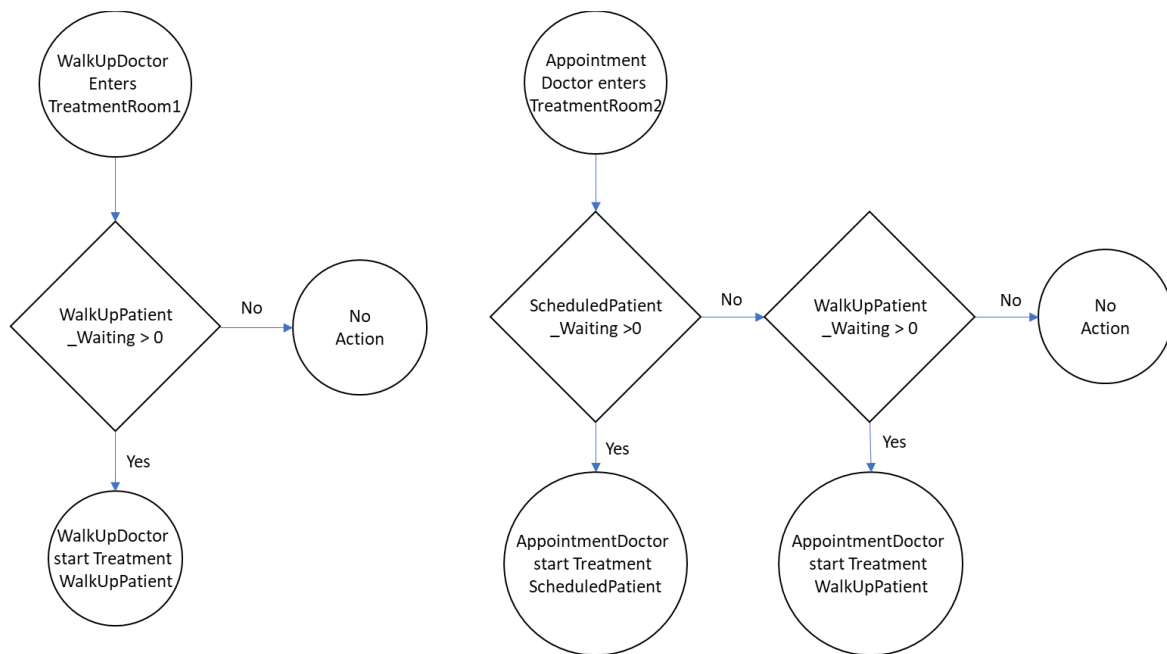 WalkUpDoctor
Enters
TreatmentRoom1
WalkUpPatient
_Waiting > 0
No
No
Action
Yes
WalkUpDoctor
start Treatment
WalkUpPatient
Appointment
Doctor enters
TreatmentRoom2
ScheduledPatient
_Waiting >0
No
WalkUpPatient
_Waiting > 0
No
No
Action
Yes
AppointmentDoctor
start Treatment
ScheduledPatient
Yes
AppointmentDoctor
start Treatment
WalkUpPatient